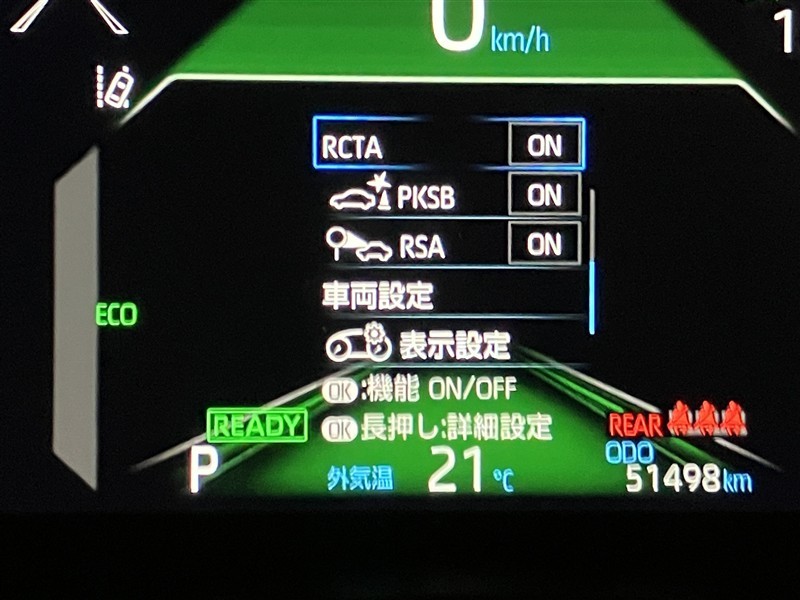 0 km/h
1
RCTA ON
PKSB ON
RSA ON
車両設定
表示設定
ECO
OK:機能 ON/OFF
READY
OK長押し:詳細設定
REAR
ODO
P
外気温 21℃
51498km